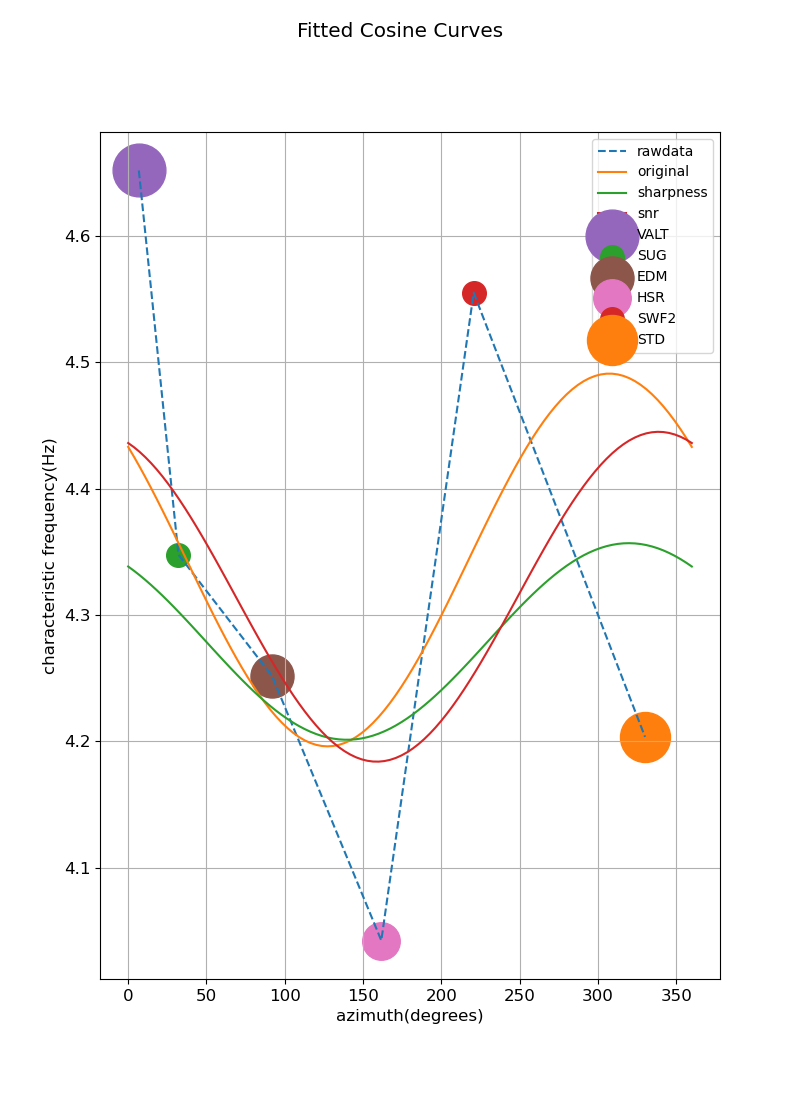 Fitted Cosine Curves
rawdata
original
sharpness
snr
VALT
SUG
EDM
HSR
SWF2
STD
4.6
4.5
4.4
4.3
4.2
4.1
characteristic frequency(Hz)
0 50 100 150 200 250 300 350
azimuth(degrees)